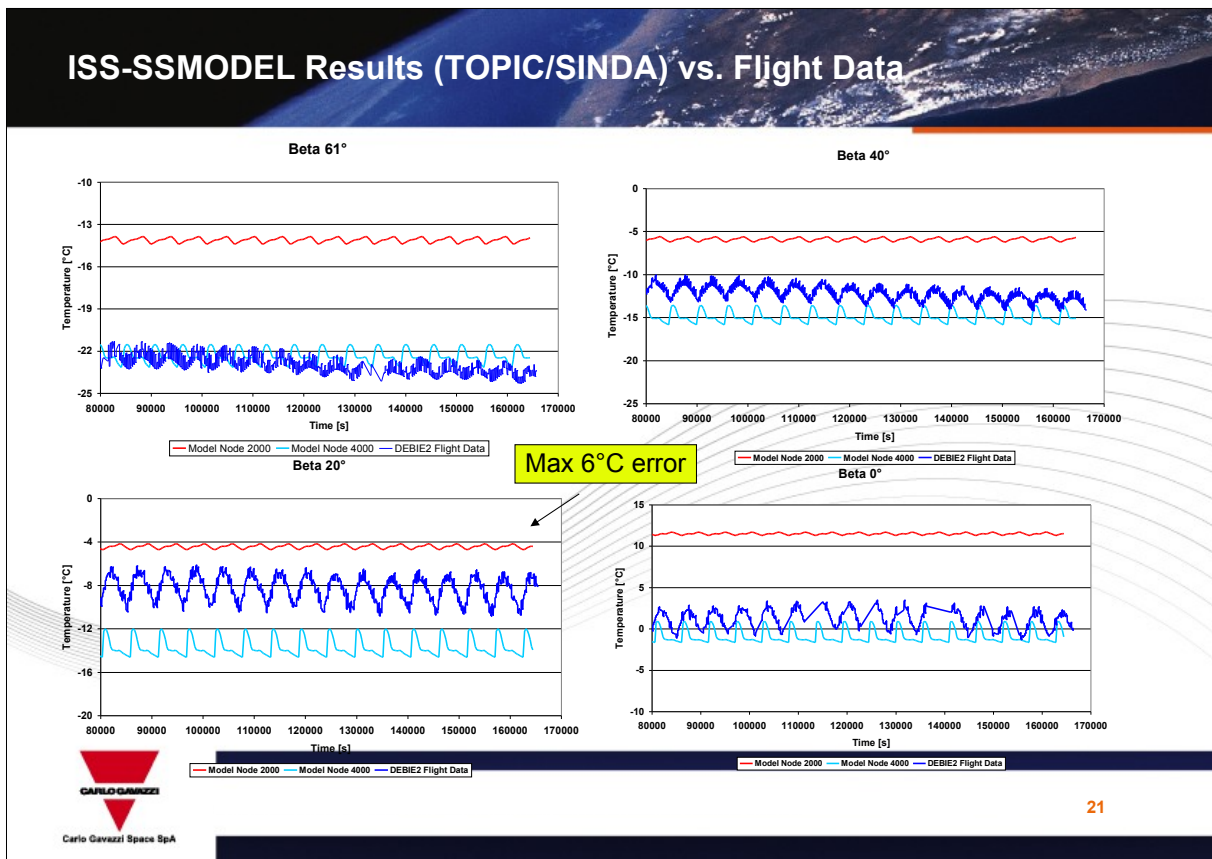 ISS-SSMODEL Results (TOPIC/SINDA) vs. Flight Data
Beta 61°
-10
-13
-16
-19
-22
-25
Temperature [°C]
80000 90000 100000 110000 120000 130000 140000 150000 160000 170000
Time [s]
Model Node 2000 Model Node 4000 DEBIE2 Flight Data
Beta 40°
0
-5
-10
-15
-20
-25
Temperature [°C]
80000 90000 100000 110000 120000 130000 140000 150000 160000 170000
Time [s]
Model Node 2000 Model Node 4000 DEBIE2 Flight Data
Beta 20°
Max 6°C error
0
-4
-8
-12
-16
-20
Temperature [°C]
80000 90000 100000 110000 120000 130000 140000 150000 160000 170000
Time [s]
Model Node 2000 Model Node 4000 DEBIE2 Flight Data
Beta 0°
15
10
5
0
-5
-10
Temperature [°C]
80000 90000 100000 110000 120000 130000 140000 150000 160000 170000
Time [s]
Model Node 2000 Model Node 4000 DEBIE2 Flight Data
CARLO GAVAZZI
Carlo Gavazzi Space SpA
21